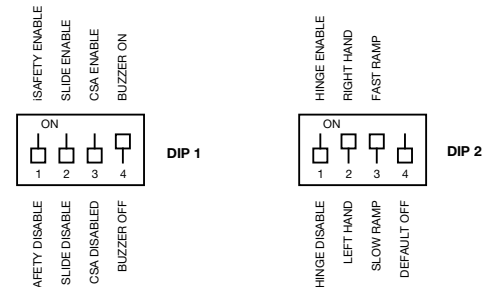 iSAFETY ENABLE
SLIDE ENABLE
CSA ENABLE
BUZZER ON
ON
1 2 3 4
DIP 1
AFETY DISABLE
SLIDE DISABLE
CSA DISABLED
BUZZER OFF
HINGE ENABLE
RIGHT HAND
FAST RAMP
ON
1 2 3 4
DIP 2
HINGE DISABLE
LEFT HAND
SLOW RAMP
DEFAULT OFF